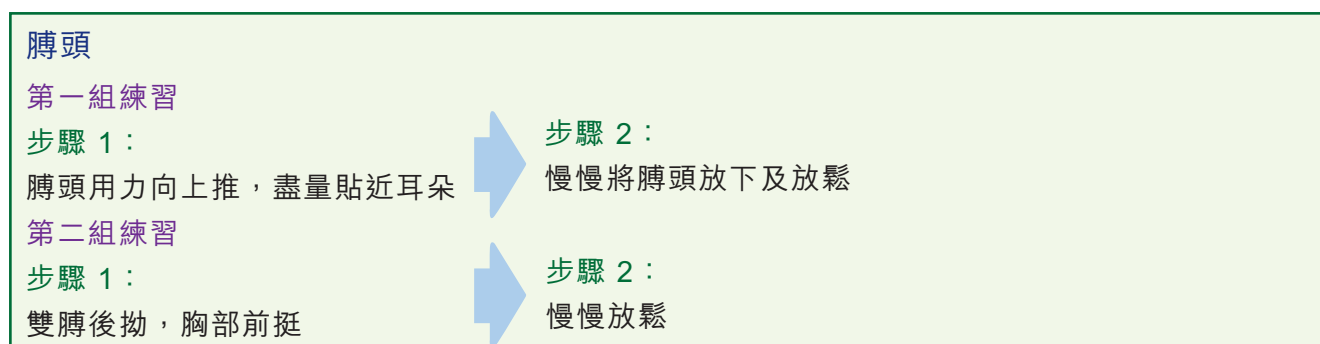 膊頭
第一組練習
步驟 1：
膊頭用力向上推，盡量貼近耳朵
步驟 2：
慢慢將膊頭放下及放鬆
第二組練習
步驟 1：
雙膊後拗，胸部前挺
步驟 2：
慢慢放鬆